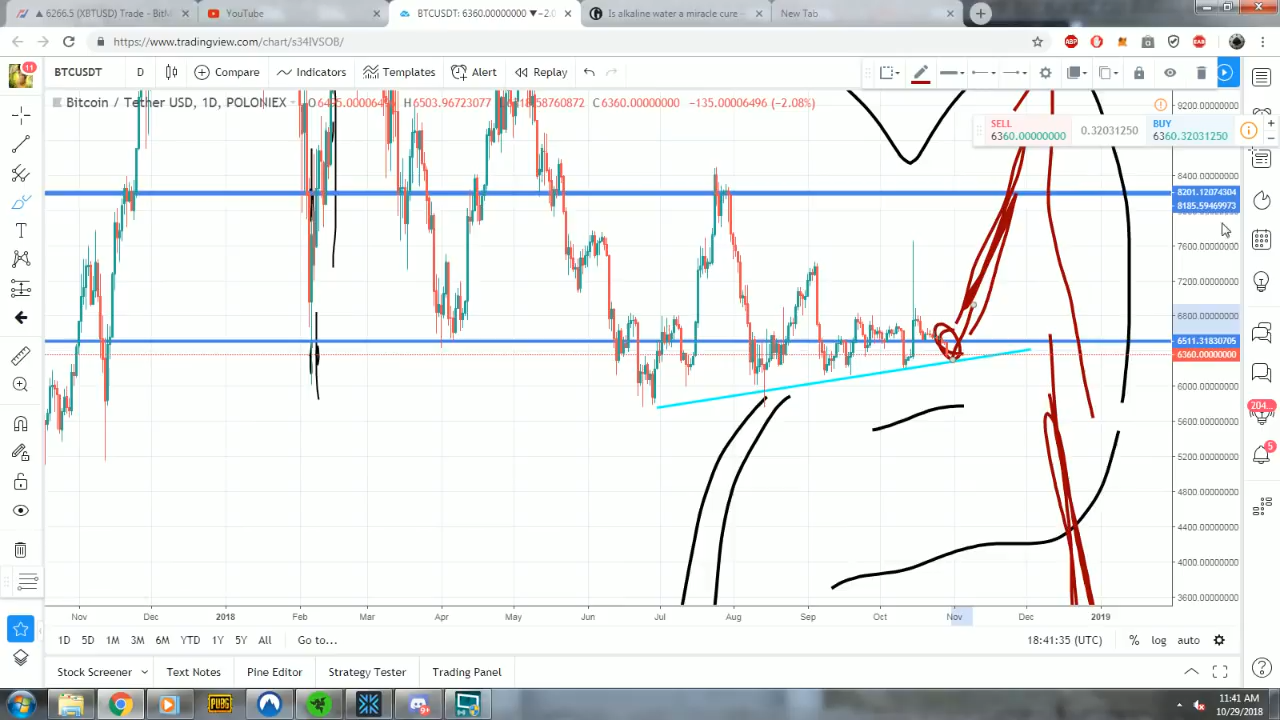 6266.5 (XBTUSD) Trade - BitM
YouTube
BTCUSDT: 6360.00000000 ▼−2.0
Is alkaline water a miracle cure –
New Tab
https://www.tradingview.com/chart/s34IVSOB/
11
BTCUSDT
D
Compare
Indicators
Templates
Alert
Replay
Bitcoin / Tether USD, 1D, POLONIEX
H6503.96723077
C6360.00000000
−135.00006496 (−2.08%)
SELL
6360.00000000
0.32031250
BUY
6360.32031250
9200.00000000
8400.00000000
8201.12074304
8185.59469973
7600.00000000
7200.00000000
6800.00000000
6511.31830705
6360.00000000
6000.00000000
5600.00000000
5200.00000000
4800.00000000
4400.00000000
4000.00000000
3600.00000000
204...
5
Nov
Dec
2018
Feb
Mar
Apr
May
Jun
Jul
Aug
Sep
Oct
Nov
Dec
2019
1D
5D
1M
3M
6M
YTD
1Y
5Y
All
Go to...
18:41:35 (UTC)
%
log
auto
Stock Screener
Text Notes
Pine Editor
Strategy Tester
Trading Panel
PUBG
11:41 AM
10/29/2018